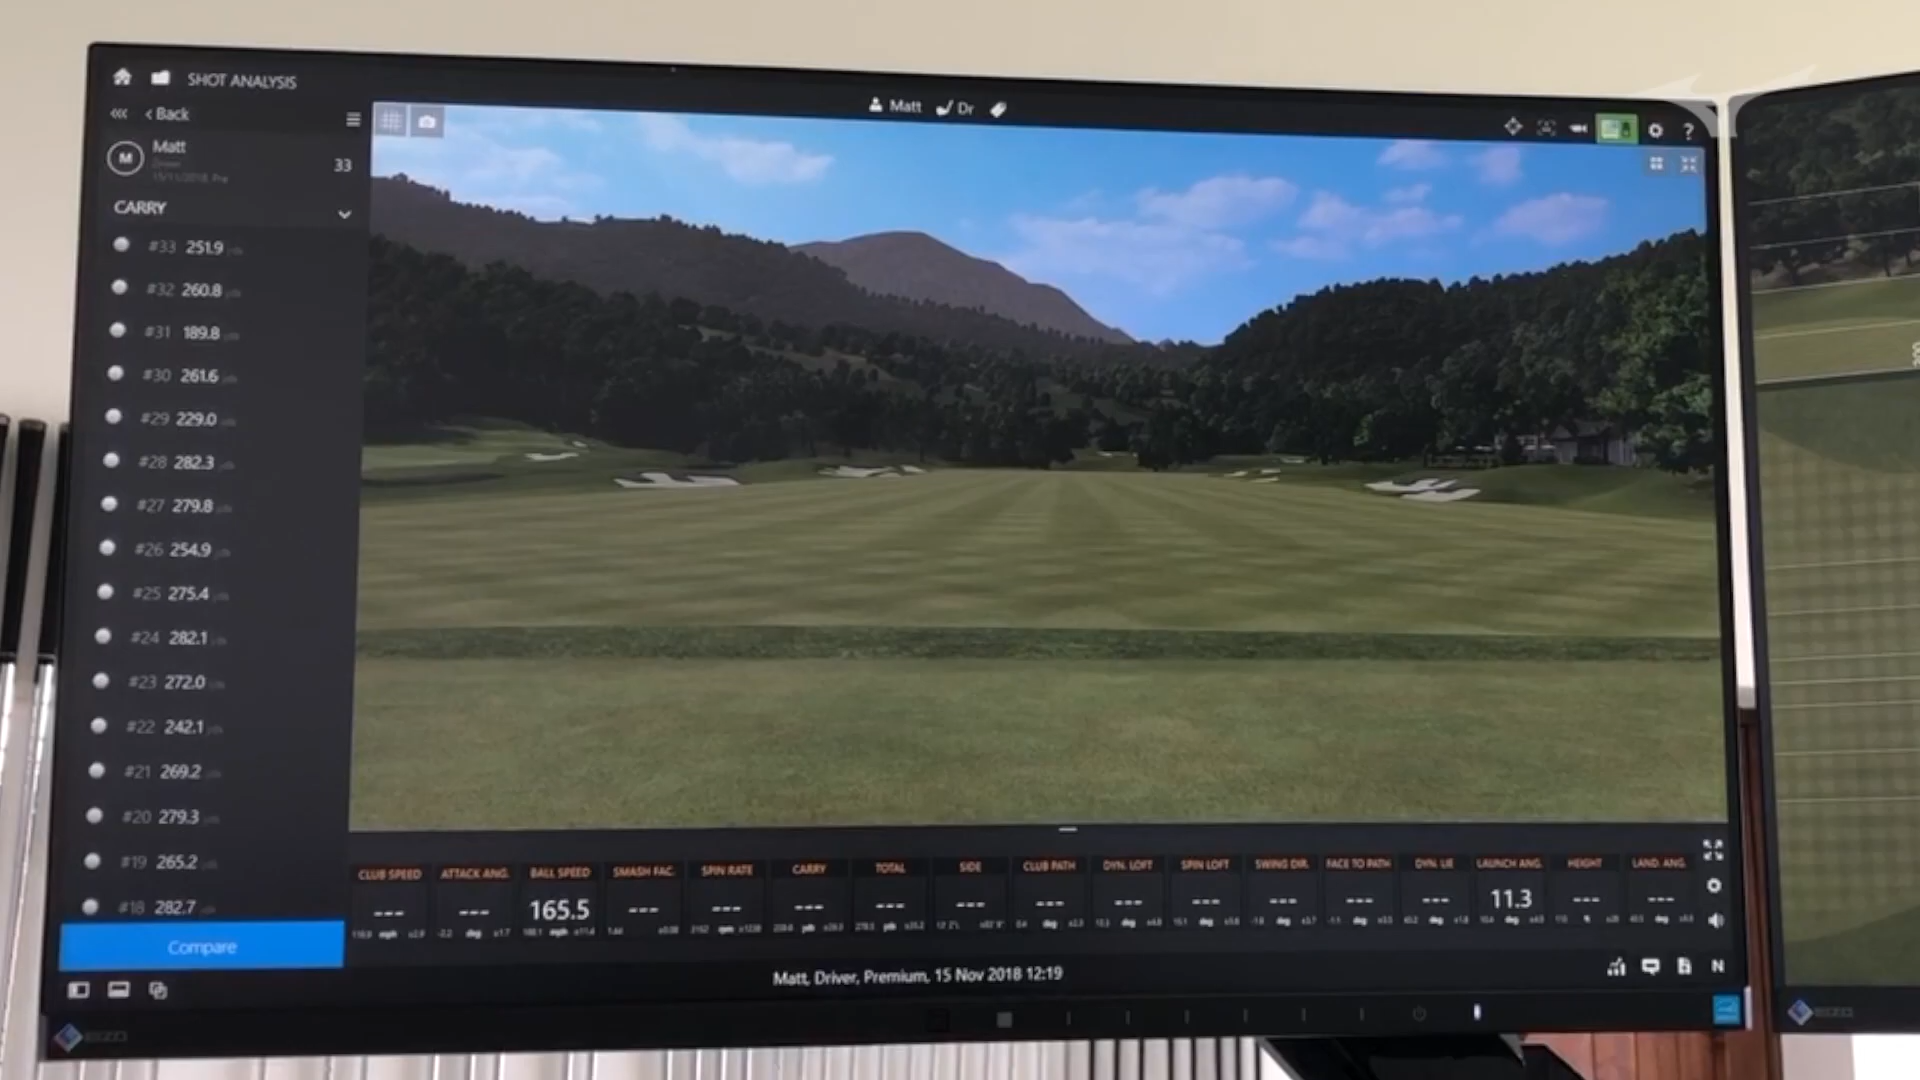 SHOT ANALYSIS
Back
Matt
Dr
?
M
Matt
33
CARRY
#33 251.9
#32 260.8
#31 189.8
#30 261.6
#29 229.0
#28 282.3
#27 279.8
#26 254.9
#25 275.4
#24 282.1
#23 272.0
#22 242.1
#21 269.2
#20 279.3
#19 265.2
#18 282.7
Compare
CLUB SPEED
ATTACK ANG.
BALL SPEED
SMASH FAC.
SPIN RATE
CARRY
TOTAL
SIDE
CLUB PATH
DYN. LOFT
SPIN LOFT
SWING DIR.
FACE TO PATH
DYN. LIE
LAUNCH ANG.
HEIGHT
LAND. ANG.
--- --- 165.5 --- --- --- --- --- --- --- --- --- --- --- 11.3 --- ---
Matt, Driver, Premium, 15 Nov 2018 12:19
N
EIZO
EIZO